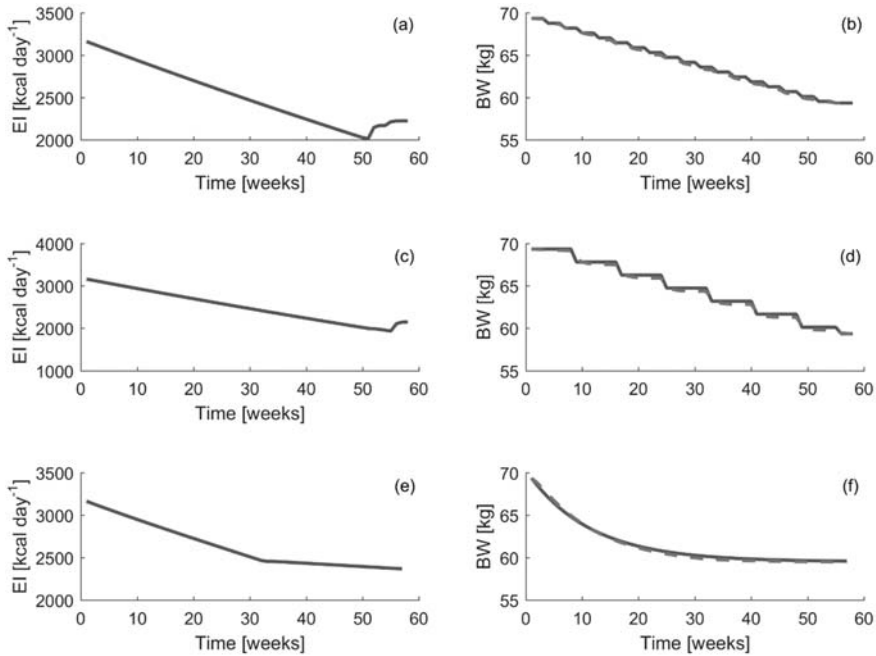 (a)
EI [kcal day⁻¹]
3500
3000
2500
2000
0 10 20 30 40 50 60
Time [weeks]
(b)
BW [kg]
70
65
60
55
0 10 20 30 40 50 60
Time [weeks]
(c)
EI [kcal day⁻¹]
4000
3000
2000
1000
0 10 20 30 40 50 60
Time [weeks]
(d)
BW [kg]
70
65
60
55
0 10 20 30 40 50 60
Time [weeks]
(e)
EI [kcal day⁻¹]
3500
3000
2500
2000
0 10 20 30 40 50 60
Time [weeks]
(f)
BW [kg]
70
65
60
55
0 10 20 30 40 50 60
Time [weeks]